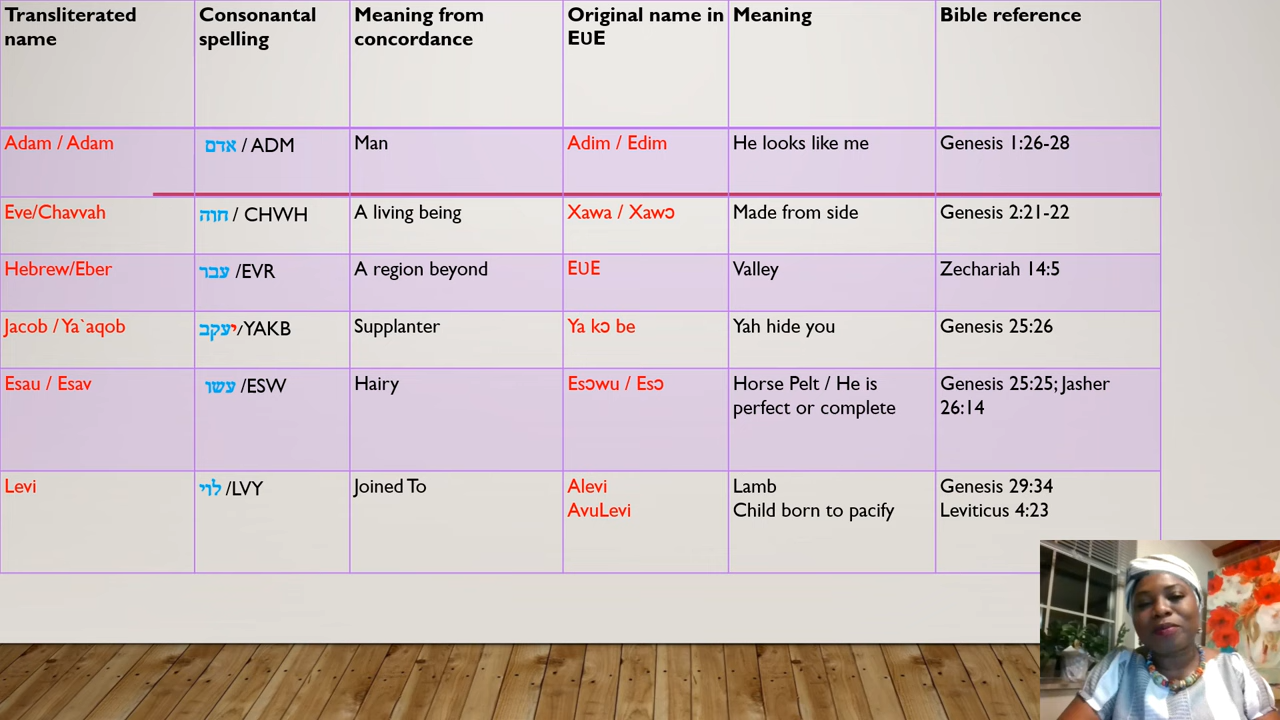 Transliterated name
Consonantal spelling
Meaning from concordance
Original name in EƲE
Meaning
Bible reference
Adam / Adam
אדם / ADM
Man
Adim / Edim
He looks like me
Genesis 1:26-28
Eve/Chavvah
חוה / CHWH
A living being
Xawa / Xawɔ
Made from side
Genesis 2:21-22
Hebrew/Eber
עבר /EVR
A region beyond
EƲE
Valley
Zechariah 14:5
Jacob / Ya`aqob
יעקב/YAKB
Supplanter
Ya kɔ be
Yah hide you
Genesis 25:26
Esau / Esav
עשו /ESW
Hairy
Esɔwu / Esɔ
Horse Pelt / He is
perfect or complete
Genesis 25:25; Jasher
26:14
Levi
לוי /LVY
Joined To
Alevi
AvuLevi
Lamb
Child born to pacify
Genesis 29:34
Leviticus 4:23